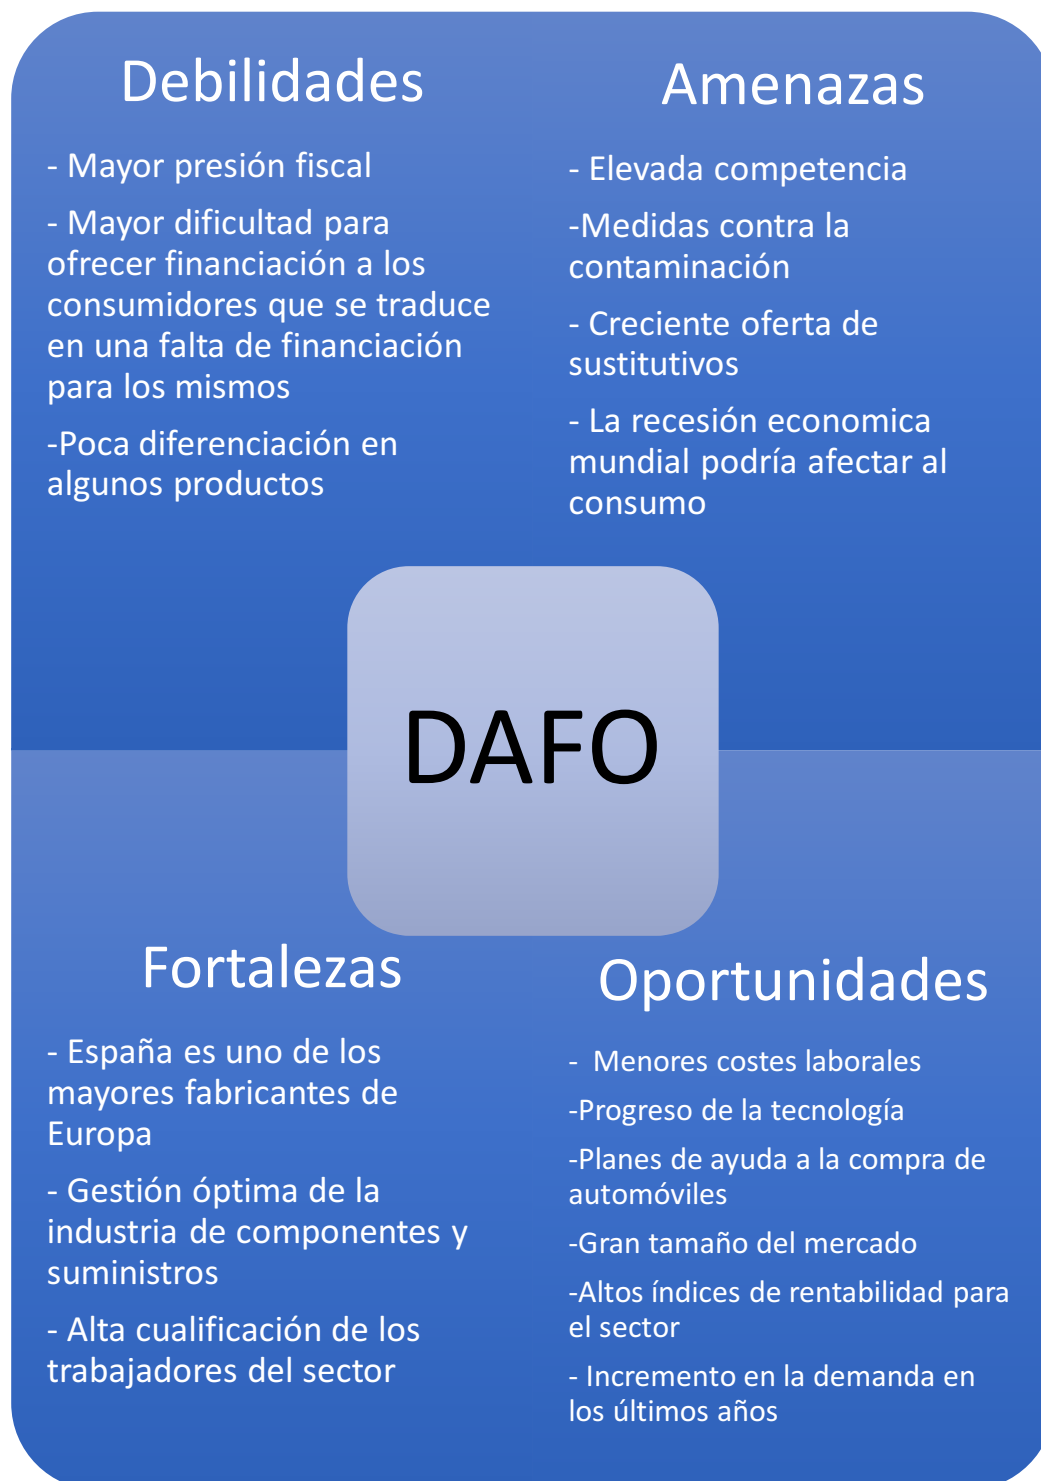 Debilidades
- Mayor presión fiscal
- Mayor dificultad para
ofrecer financiación a los
consumidores que se traduce
en una falta de financiación
para los mismos
-Poca diferenciación en
algunos productos
Amenazas
- Elevada competencia
-Medidas contra la
contaminación
- Creciente oferta de
sustitutivos
- La recesión economica
mundial podría afectar al
consumo
DAFO
Fortalezas
- España es uno de los
mayores fabricantes de
Europa
- Gestión óptima de la
industria de componentes y
suministros
- Alta cualificación de los
trabajadores del sector
Oportunidades
- Menores costes laborales
-Progreso de la tecnología
-Planes de ayuda a la compra de
automóviles
-Gran tamaño del mercado
-Altos índices de rentabilidad para
el sector
- Incremento en la demanda en
los últimos años